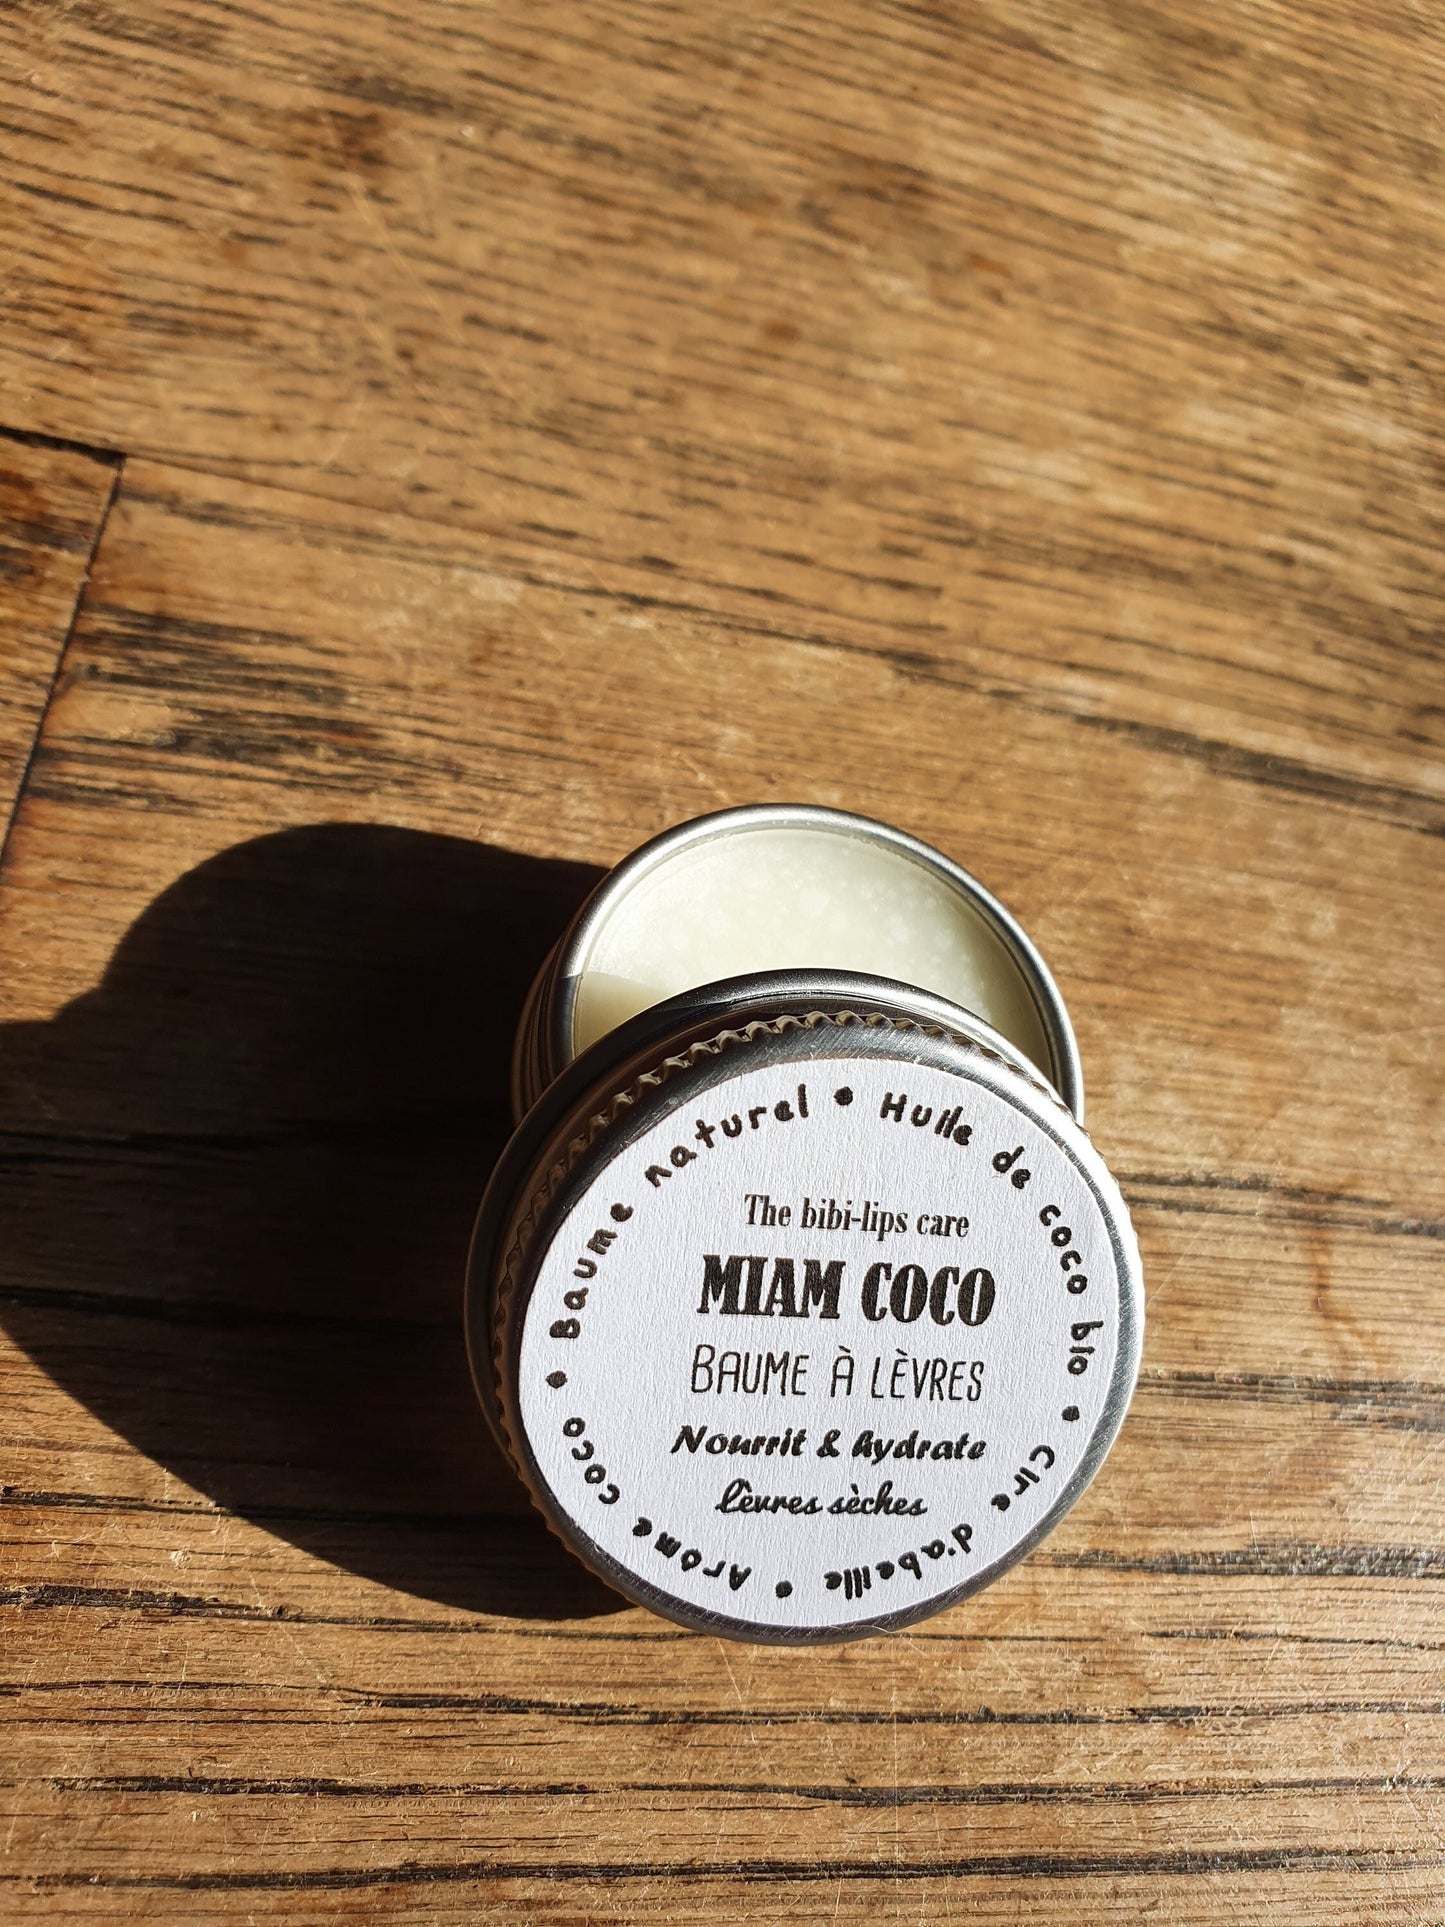 The bibi-lips care
MIAM COCO
BAUME À LÈVRES
Nourrit & hydrate
lèvres sèches
Baume naturel • Huile de coco bio • Cire d'abeille • Arôme coco •